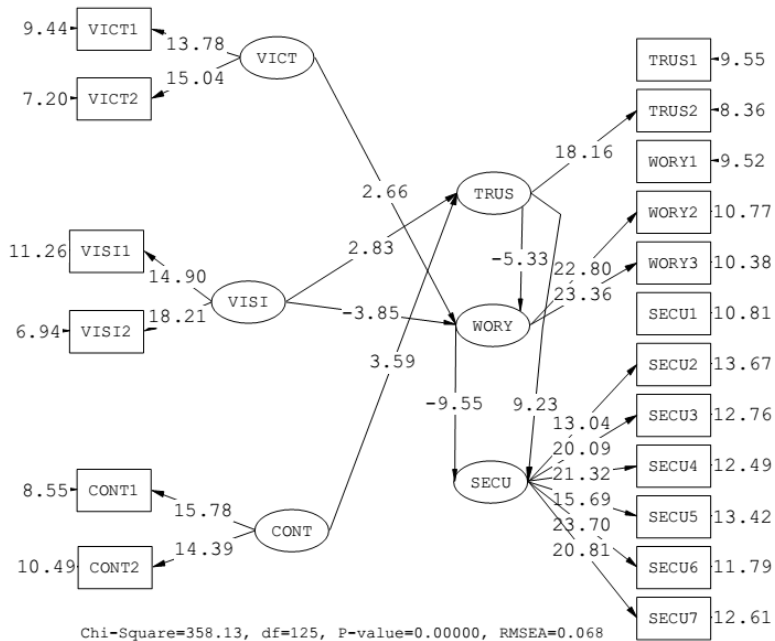 9.44
VICT1
13.78
VICT
7.20
VICT2
15.04
TRUS1
9.55
TRUS2
8.36
18.16
WORY1
9.52
2.66
TRUS
WORY2
10.77
11.26
VISI1
14.90
2.83
-5.33
22.80
WORY3
10.38
23.36
VISI
6.94
VISI2
18.21
-3.85
WORY
SECU1
10.81
3.59
SECU2
13.67
-9.55
9.23
13.04
SECU3
12.76
20.09
8.55
CONT1
15.78
SECU
21.32
SECU4
12.49
15.69
SECU5
13.42
CONT
23.70
10.49
CONT2
14.39
20.81
SECU6
11.79
SECU7
12.61
Chi-Square=358.13, df=125, P-value=0.00000, RMSEA=0.068